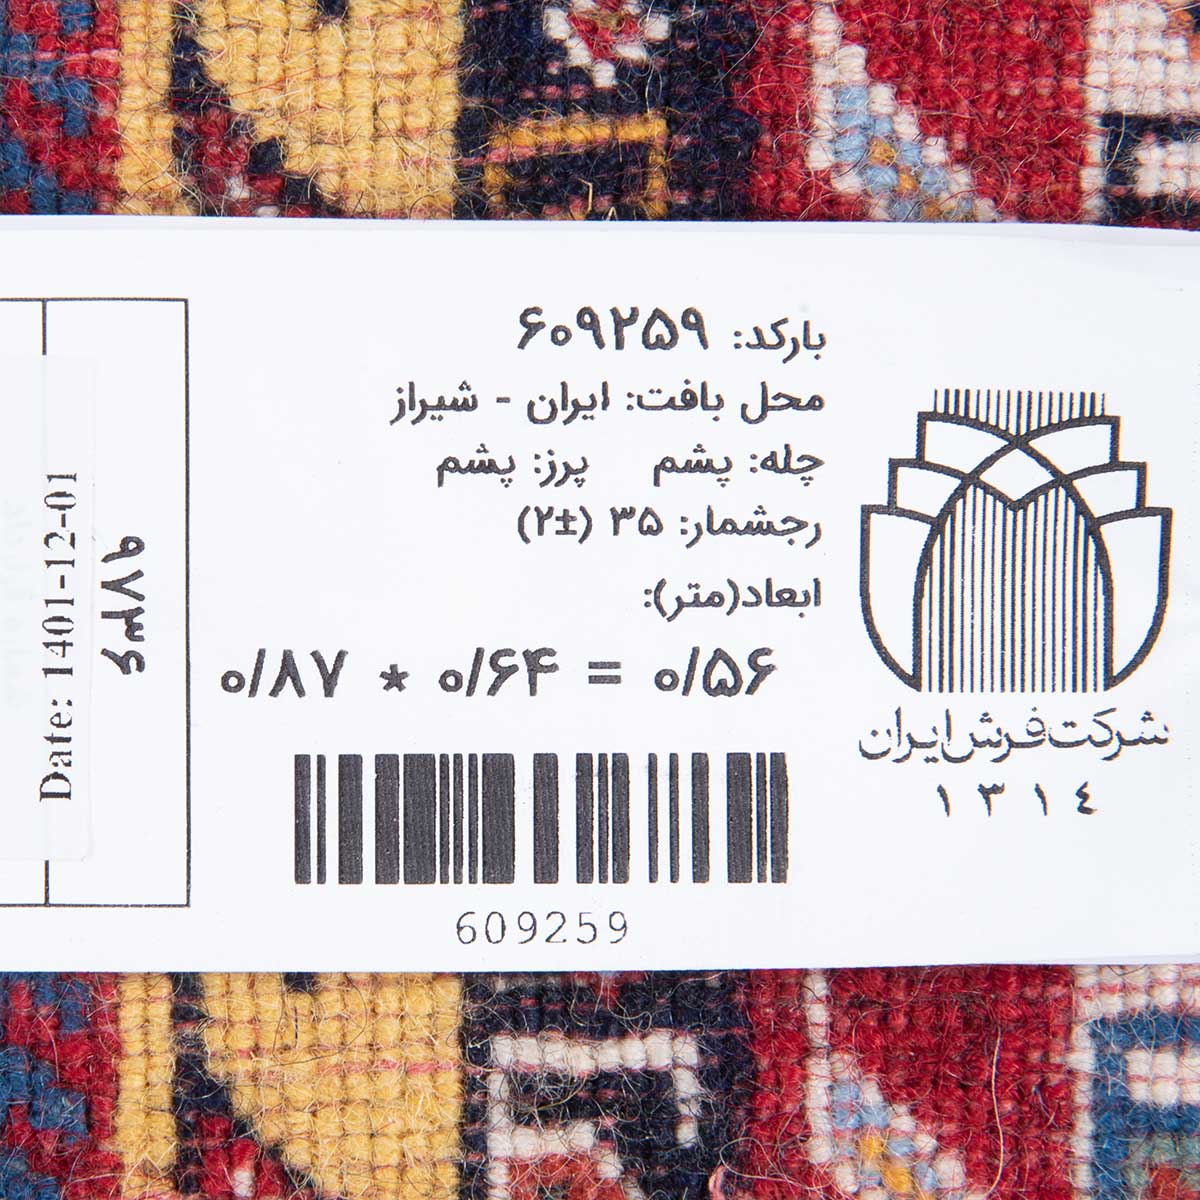 بارکد: ۶۰۹۲۵۹
محل بافت: ایران - شیراز
چله: پشم پرز: پشم
رجشمار: ۳۵ (±۲)
ابعاد(متر):
۰/۸۷ * ۰/۶۴ = ۰/۵۶
609259
شرکت فرش ایران
۱۳۱٤
۹۷۳۶
Date: 1401-12-01